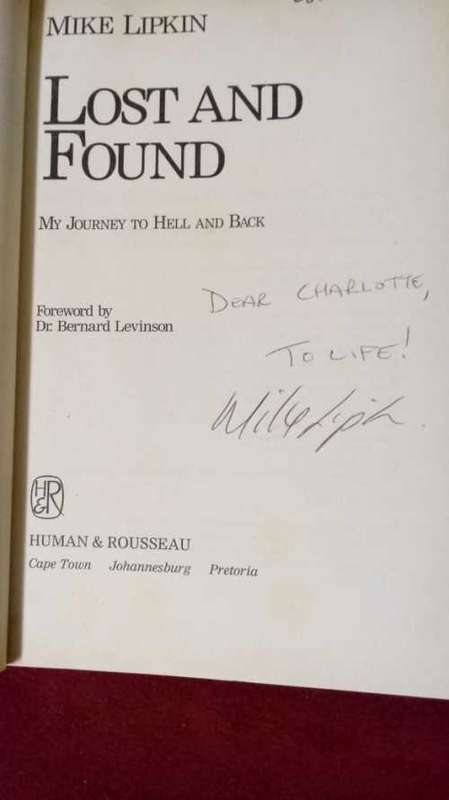 MIKE LIPKIN
LOST AND
FOUND
MY JOURNEY TO HELL AND BACK
Foreword by
Dr. Bernard Levinson
DEAR CHARLOTTE,
TO LIFE!
Mike Lipkin
H&R
HUMAN & ROUSSEAU
Cape Town Johannesburg Pretoria